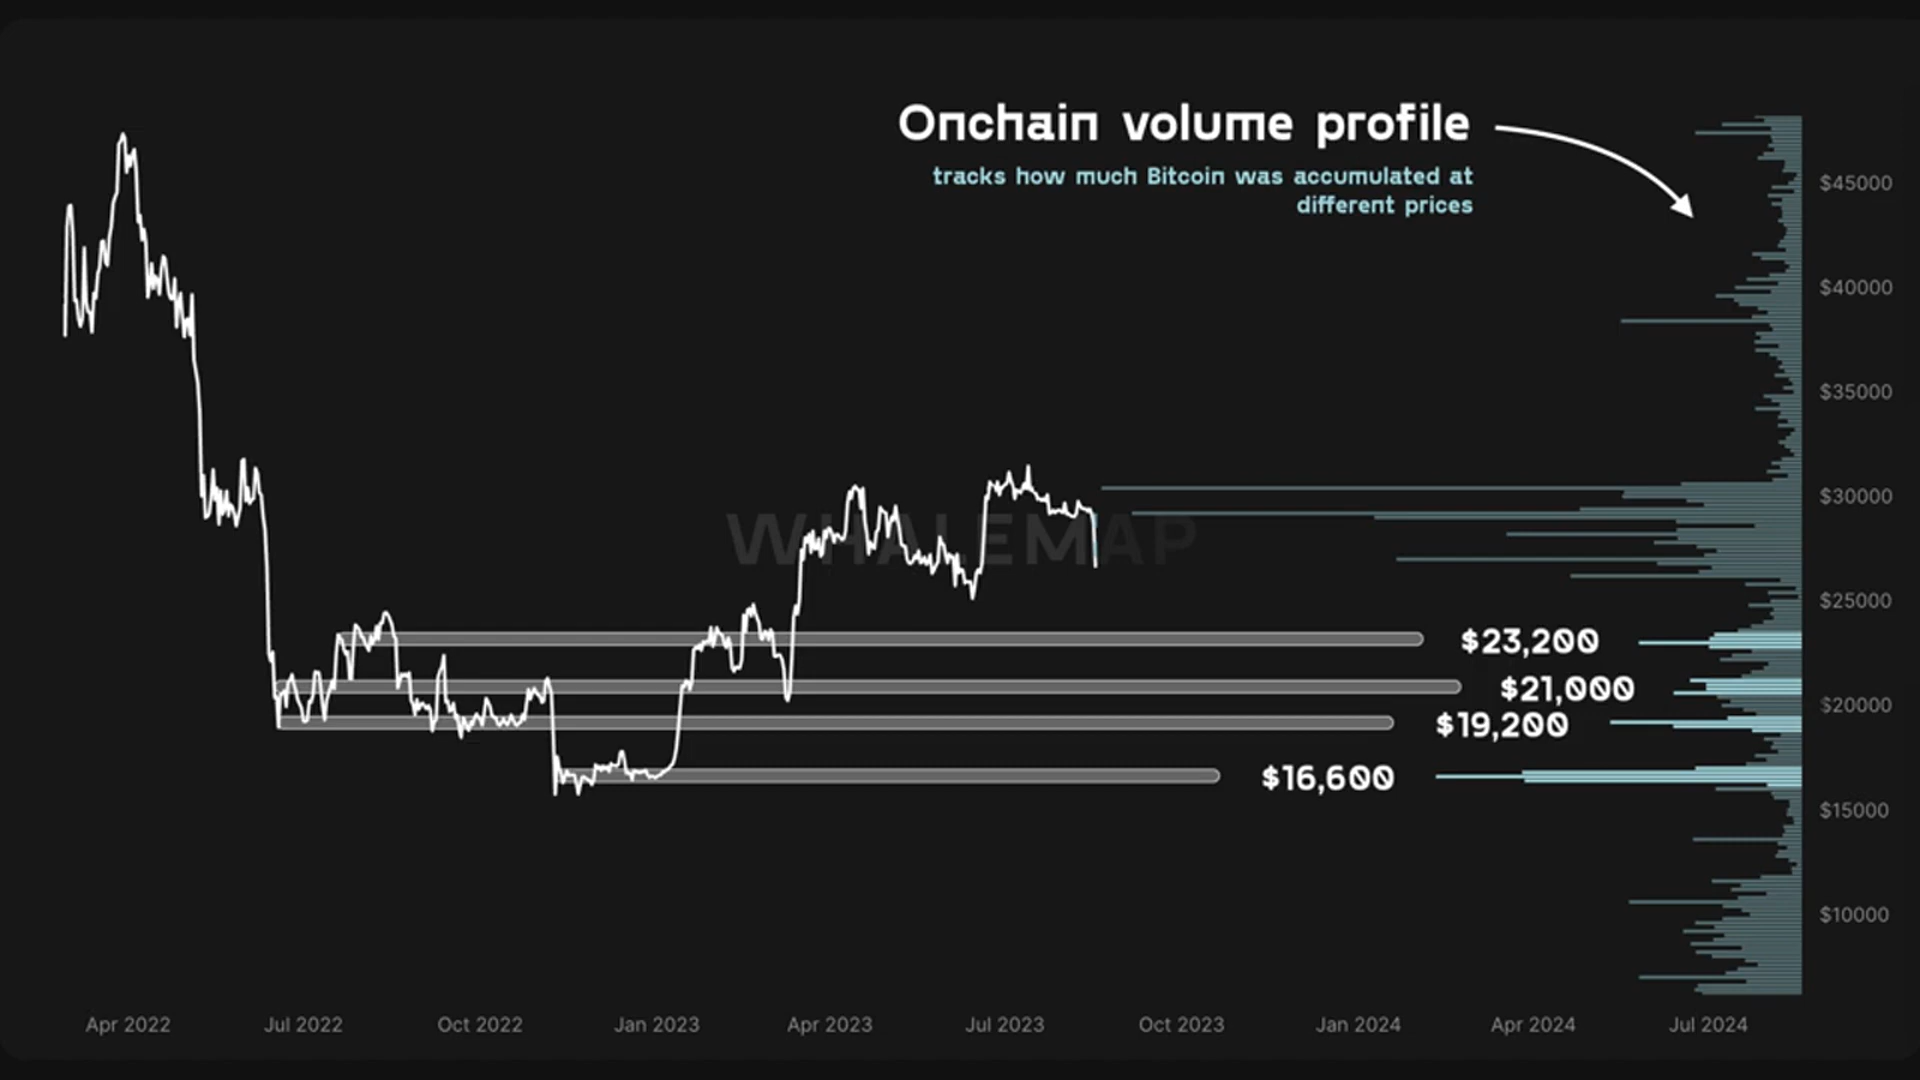 Onchain volume profile
tracks how much Bitcoin was accumulated at
different prices
$45000
$40000
$35000
$30000
WHALEMAP
$25000
$23,200
$21,000
$20000
$19,200
$16,600
$15000
$10000
Apr 2022
Jul 2022
Oct 2022
Jan 2023
Apr 2023
Jul 2023
Oct 2023
Jan 2024
Apr 2024
Jul 2024